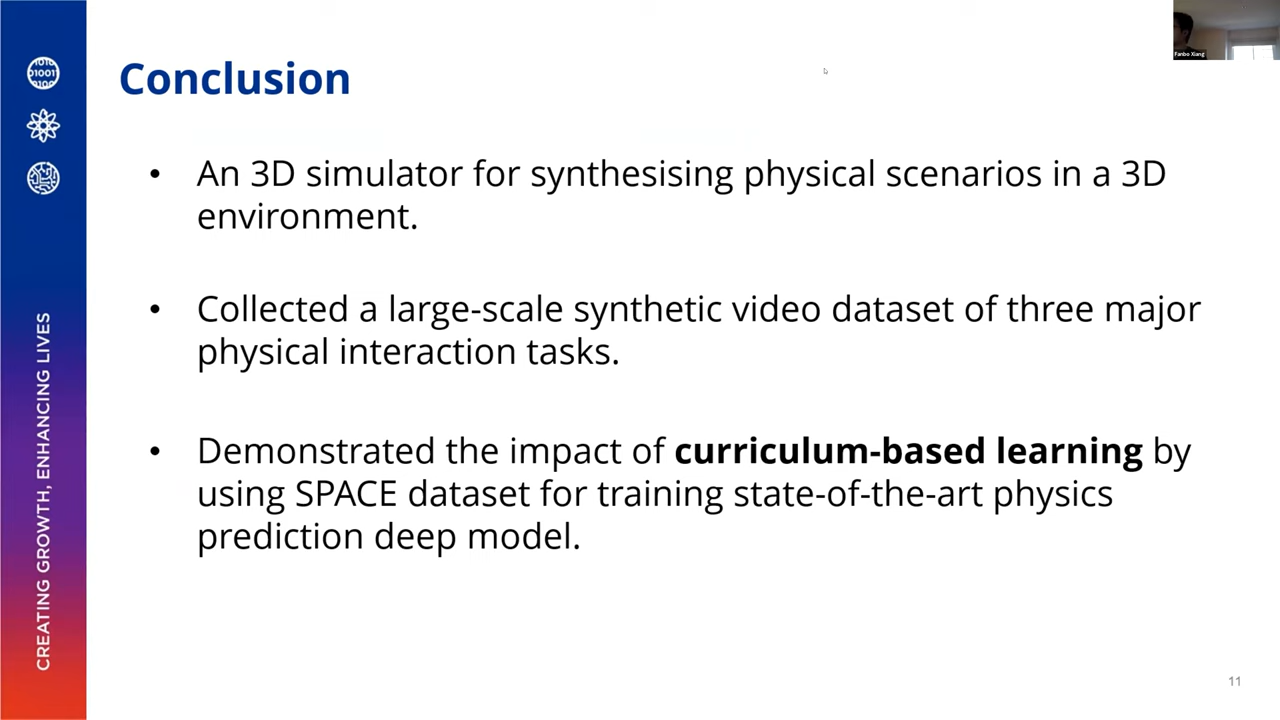 Conclusion
• An 3D simulator for synthesising physical scenarios in a 3D
environment.
• Collected a large-scale synthetic video dataset of three major
physical interaction tasks.
• Demonstrated the impact of curriculum-based learning by
using SPACE dataset for training state-of-the-art physics
prediction deep model.
CREATING GROWTH, ENHANCING LIVES
Fanbo Xiang
11